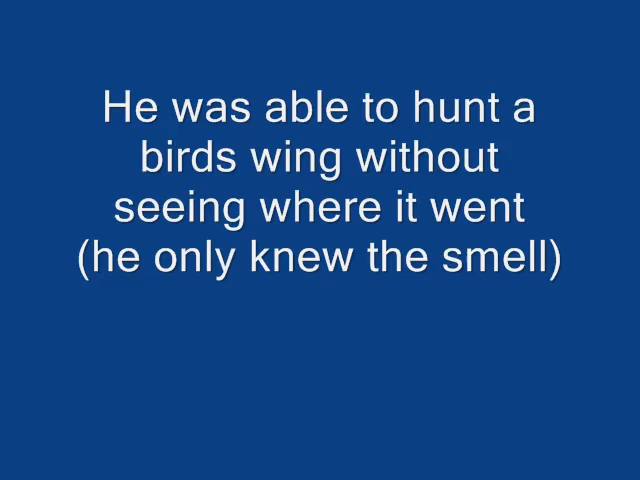 He was able to hunt a
birds wing without
seeing where it went
(he only knew the smell)